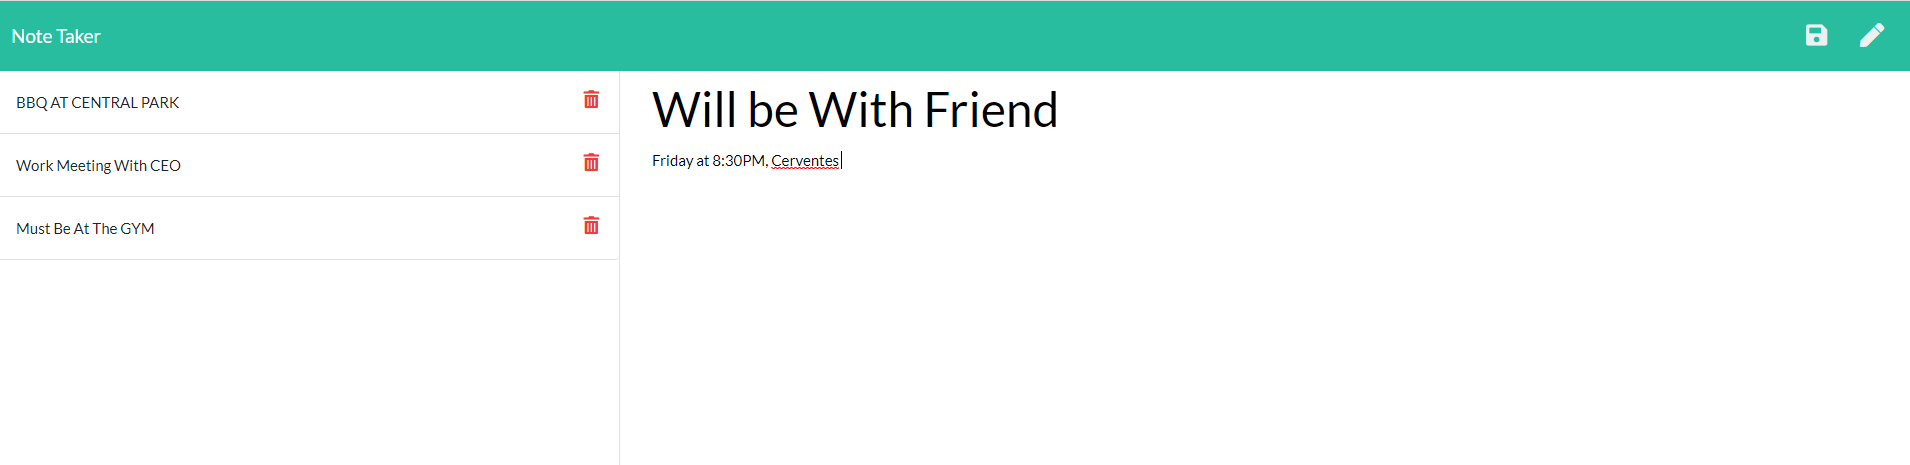 Note Taker
BBQ AT CENTRAL PARK
Work Meeting With CEO
Must Be At The GYM
Will be With Friend
Friday at 8:30PM, Cerventes